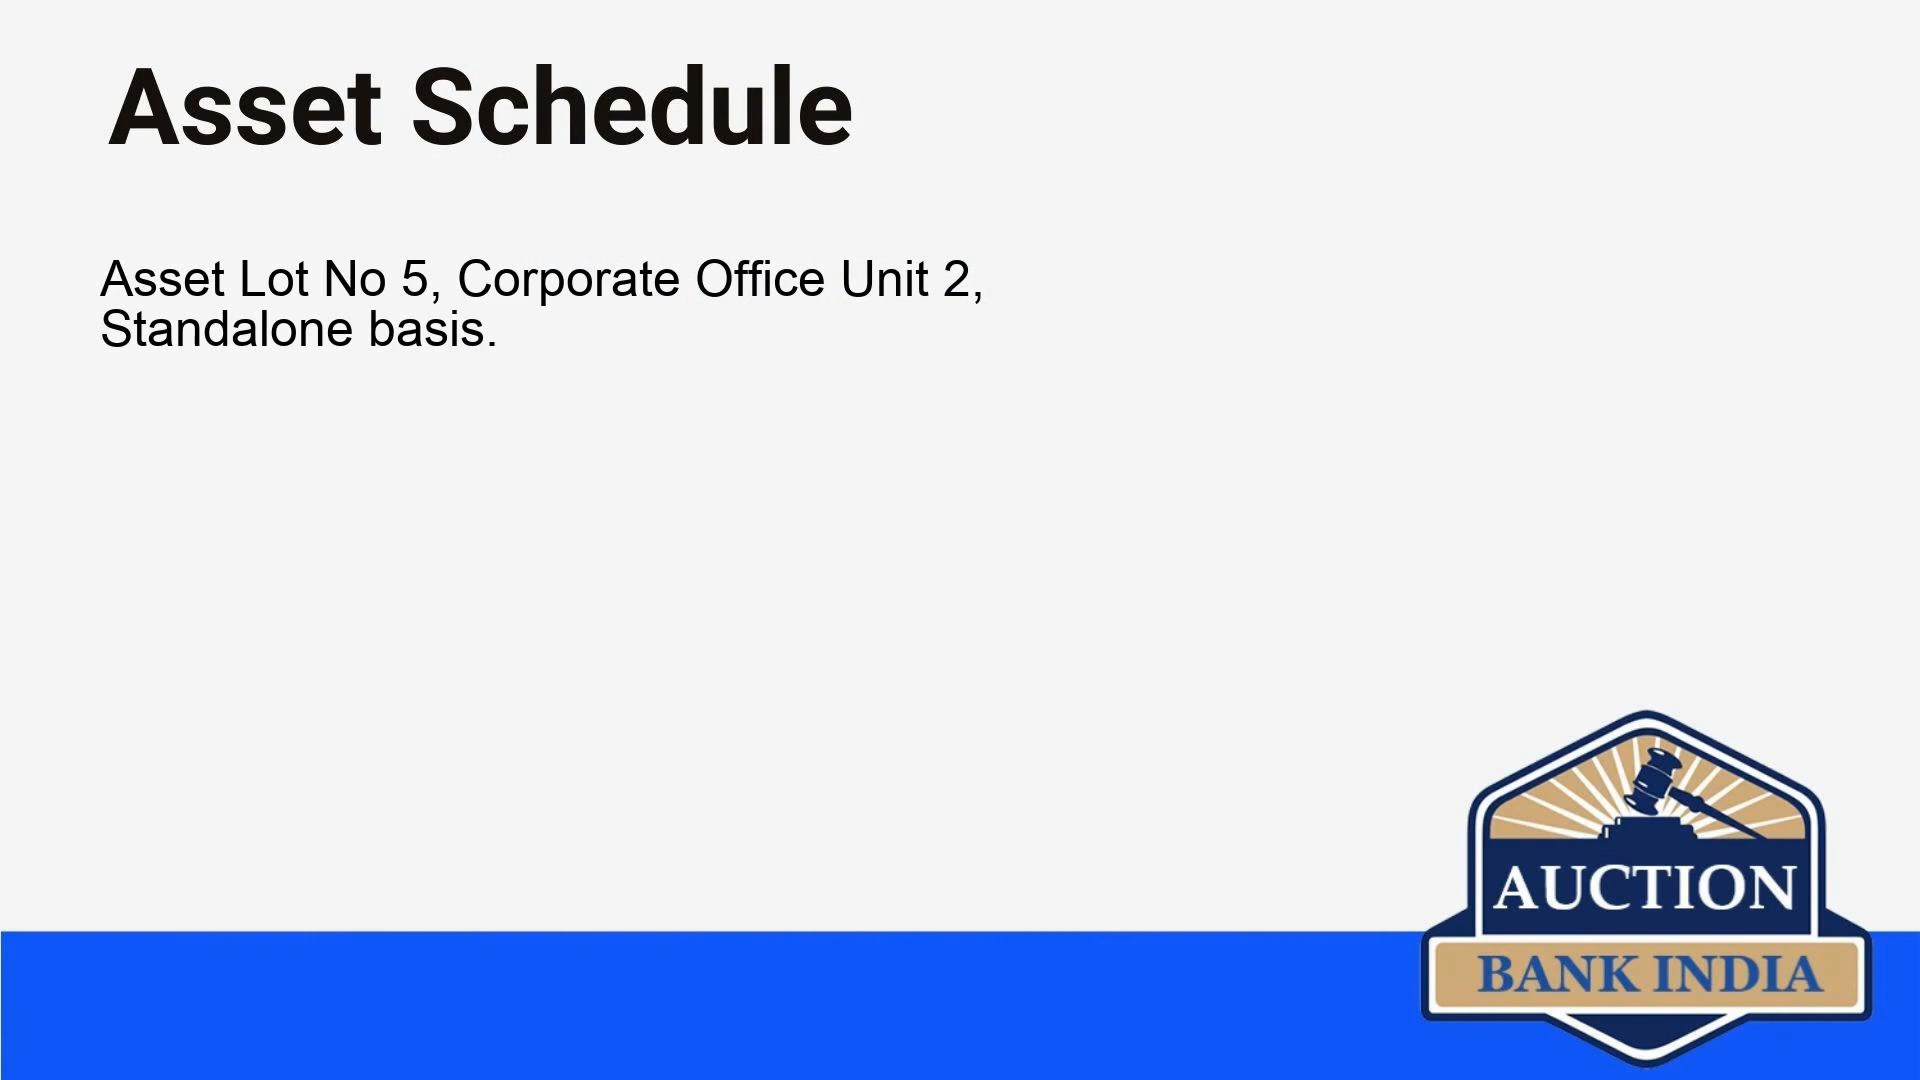 Asset Schedule
Asset Lot No 5, Corporate Office Unit 2,
Standalone basis.
AUCTION
BANK INDIA